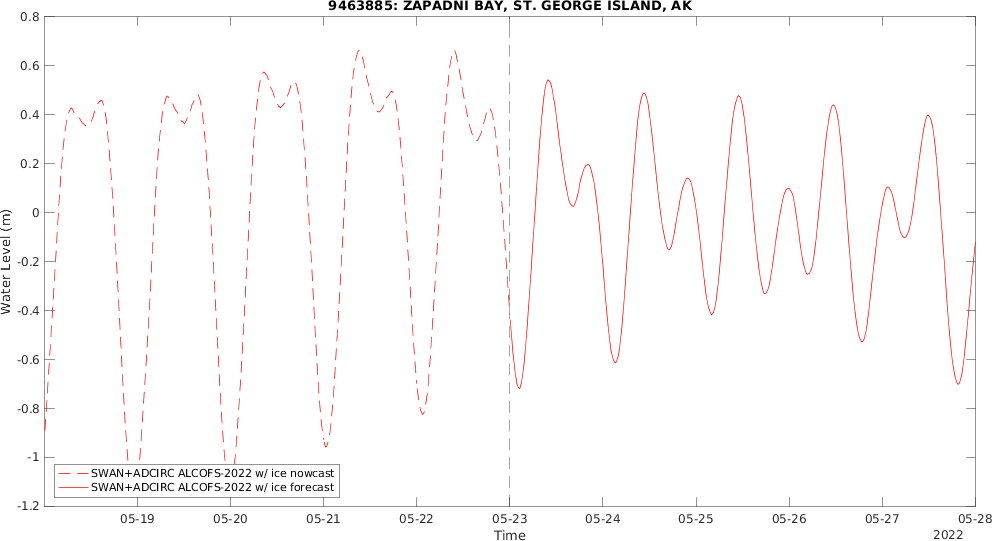 9463885: ZAPADNI BAY, ST. GEORGE ISLAND, AK
0.8
0.6
0.4
0.2
0
-0.2
-0.4
-0.6
-0.8
-1
-1.2
Water Level (m)
SWAN+ADCIRC ALCOFS-2022 w/ ice nowcast
SWAN+ADCIRC ALCOFS-2022 w/ ice forecast
05-19 05-20 05-21 05-22 05-23 05-24 05-25 05-26 05-27 05-28
Time
2022